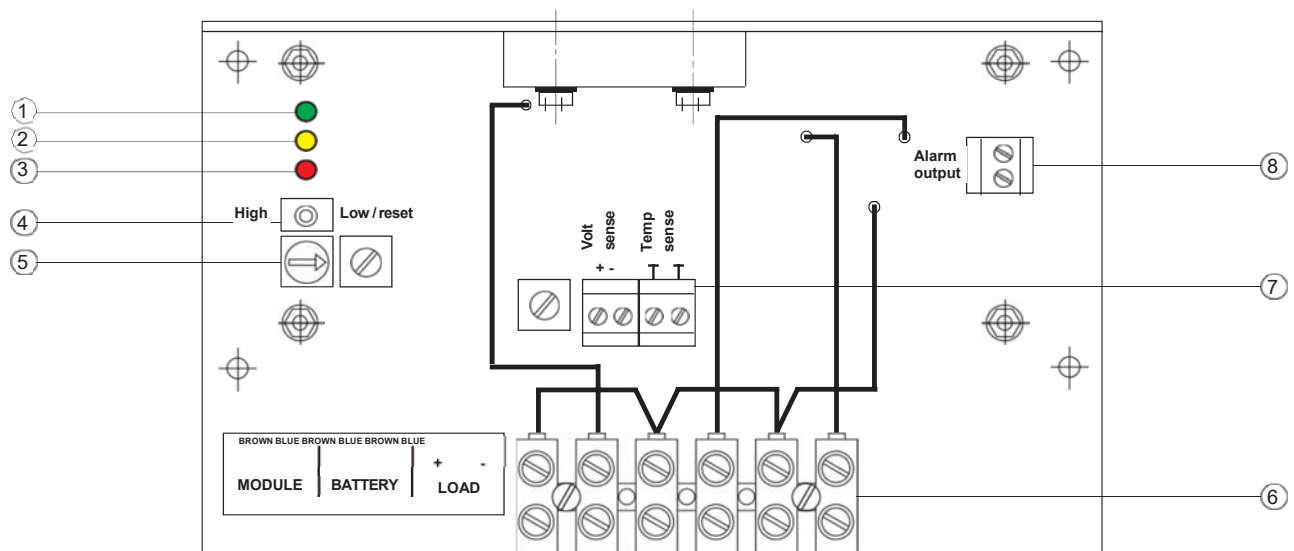 1
2
3
4
5
High
Low / reset
Volt
sense
+ -
Temp
sense
Alarm
output
8
7
6
BROWN BLUE BROWN BLUE BROWN BLUE
+ -
MODULE BATTERY LOAD